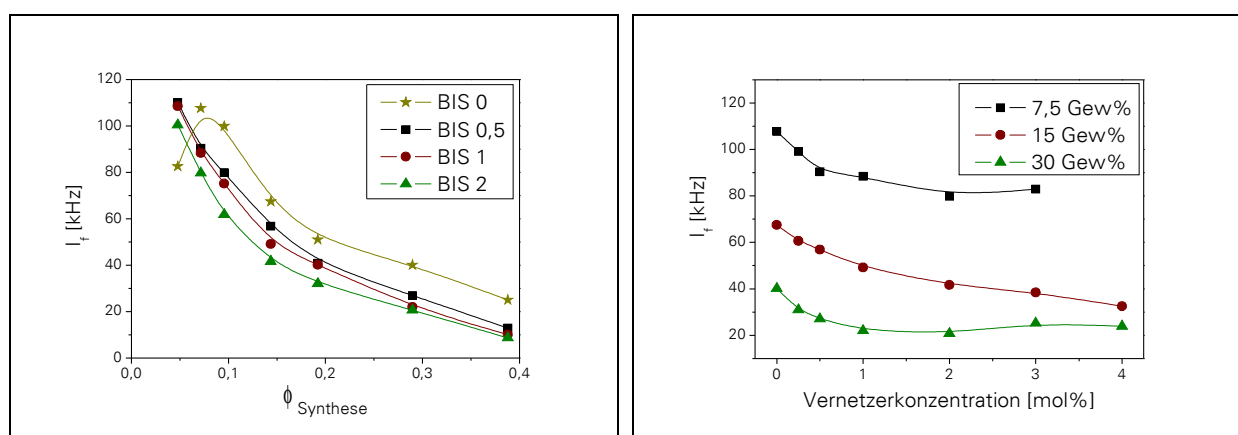 120
100
80
60
40
20
0
I_f [kHz]
BIS 0
BIS 0,5
BIS 1
BIS 2
0,0 0,1 0,2 0,3 0,4
ϕ_Synthese
120
100
80
60
40
20
I_f [kHz]
7,5 Gew%
15 Gew%
30 Gew%
0 1 2 3 4
Vernetzerkonzentration [mol%]